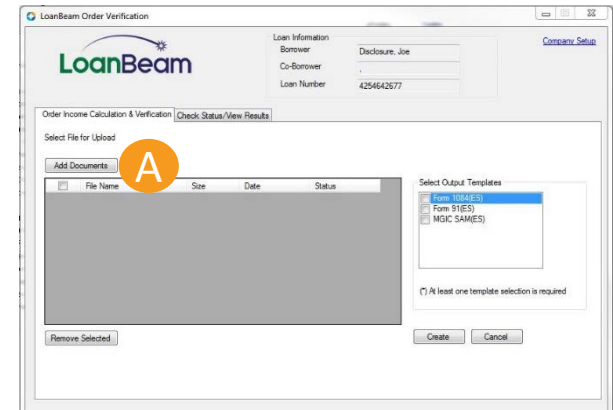 LoanBeam Order Verification
Loan Information
Company Setup
Borrower
Disclosure, Joe
LoanBeam
Co-Borrower
,
Loan Number
4254642677
Order Income Calculation & Verification
Check Status/View Results
Select File for Upload
Add Documents
A
File Name
Size
Date
Status
Select Output Templates
Form 1084(ES)
Form 91(ES)
MGIC SAM(ES)
(*) At least one template selection is required
Remove Selected
Create
Cancel